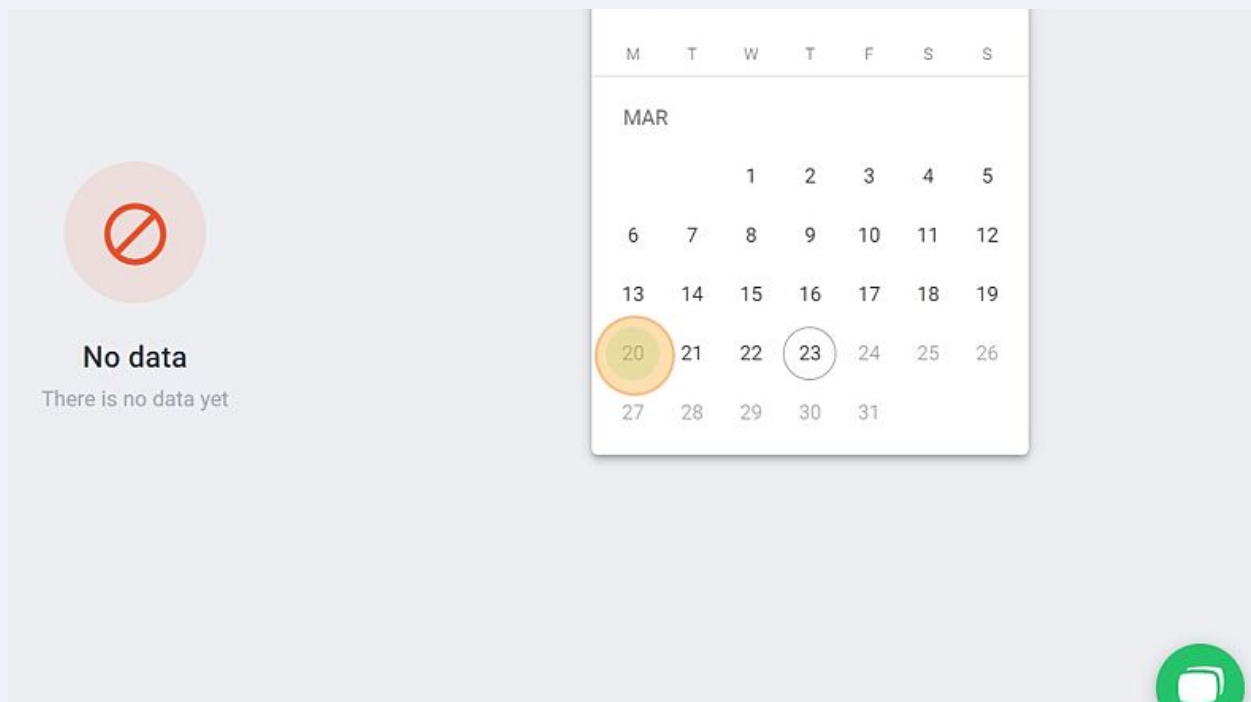 M T W T F S S
MAR
1 2 3 4 5
6 7 8 9 10 11 12
13 14 15 16 17 18 19
20 21 22 23 24 25 26
27 28 29 30 31
No data
There is no data yet